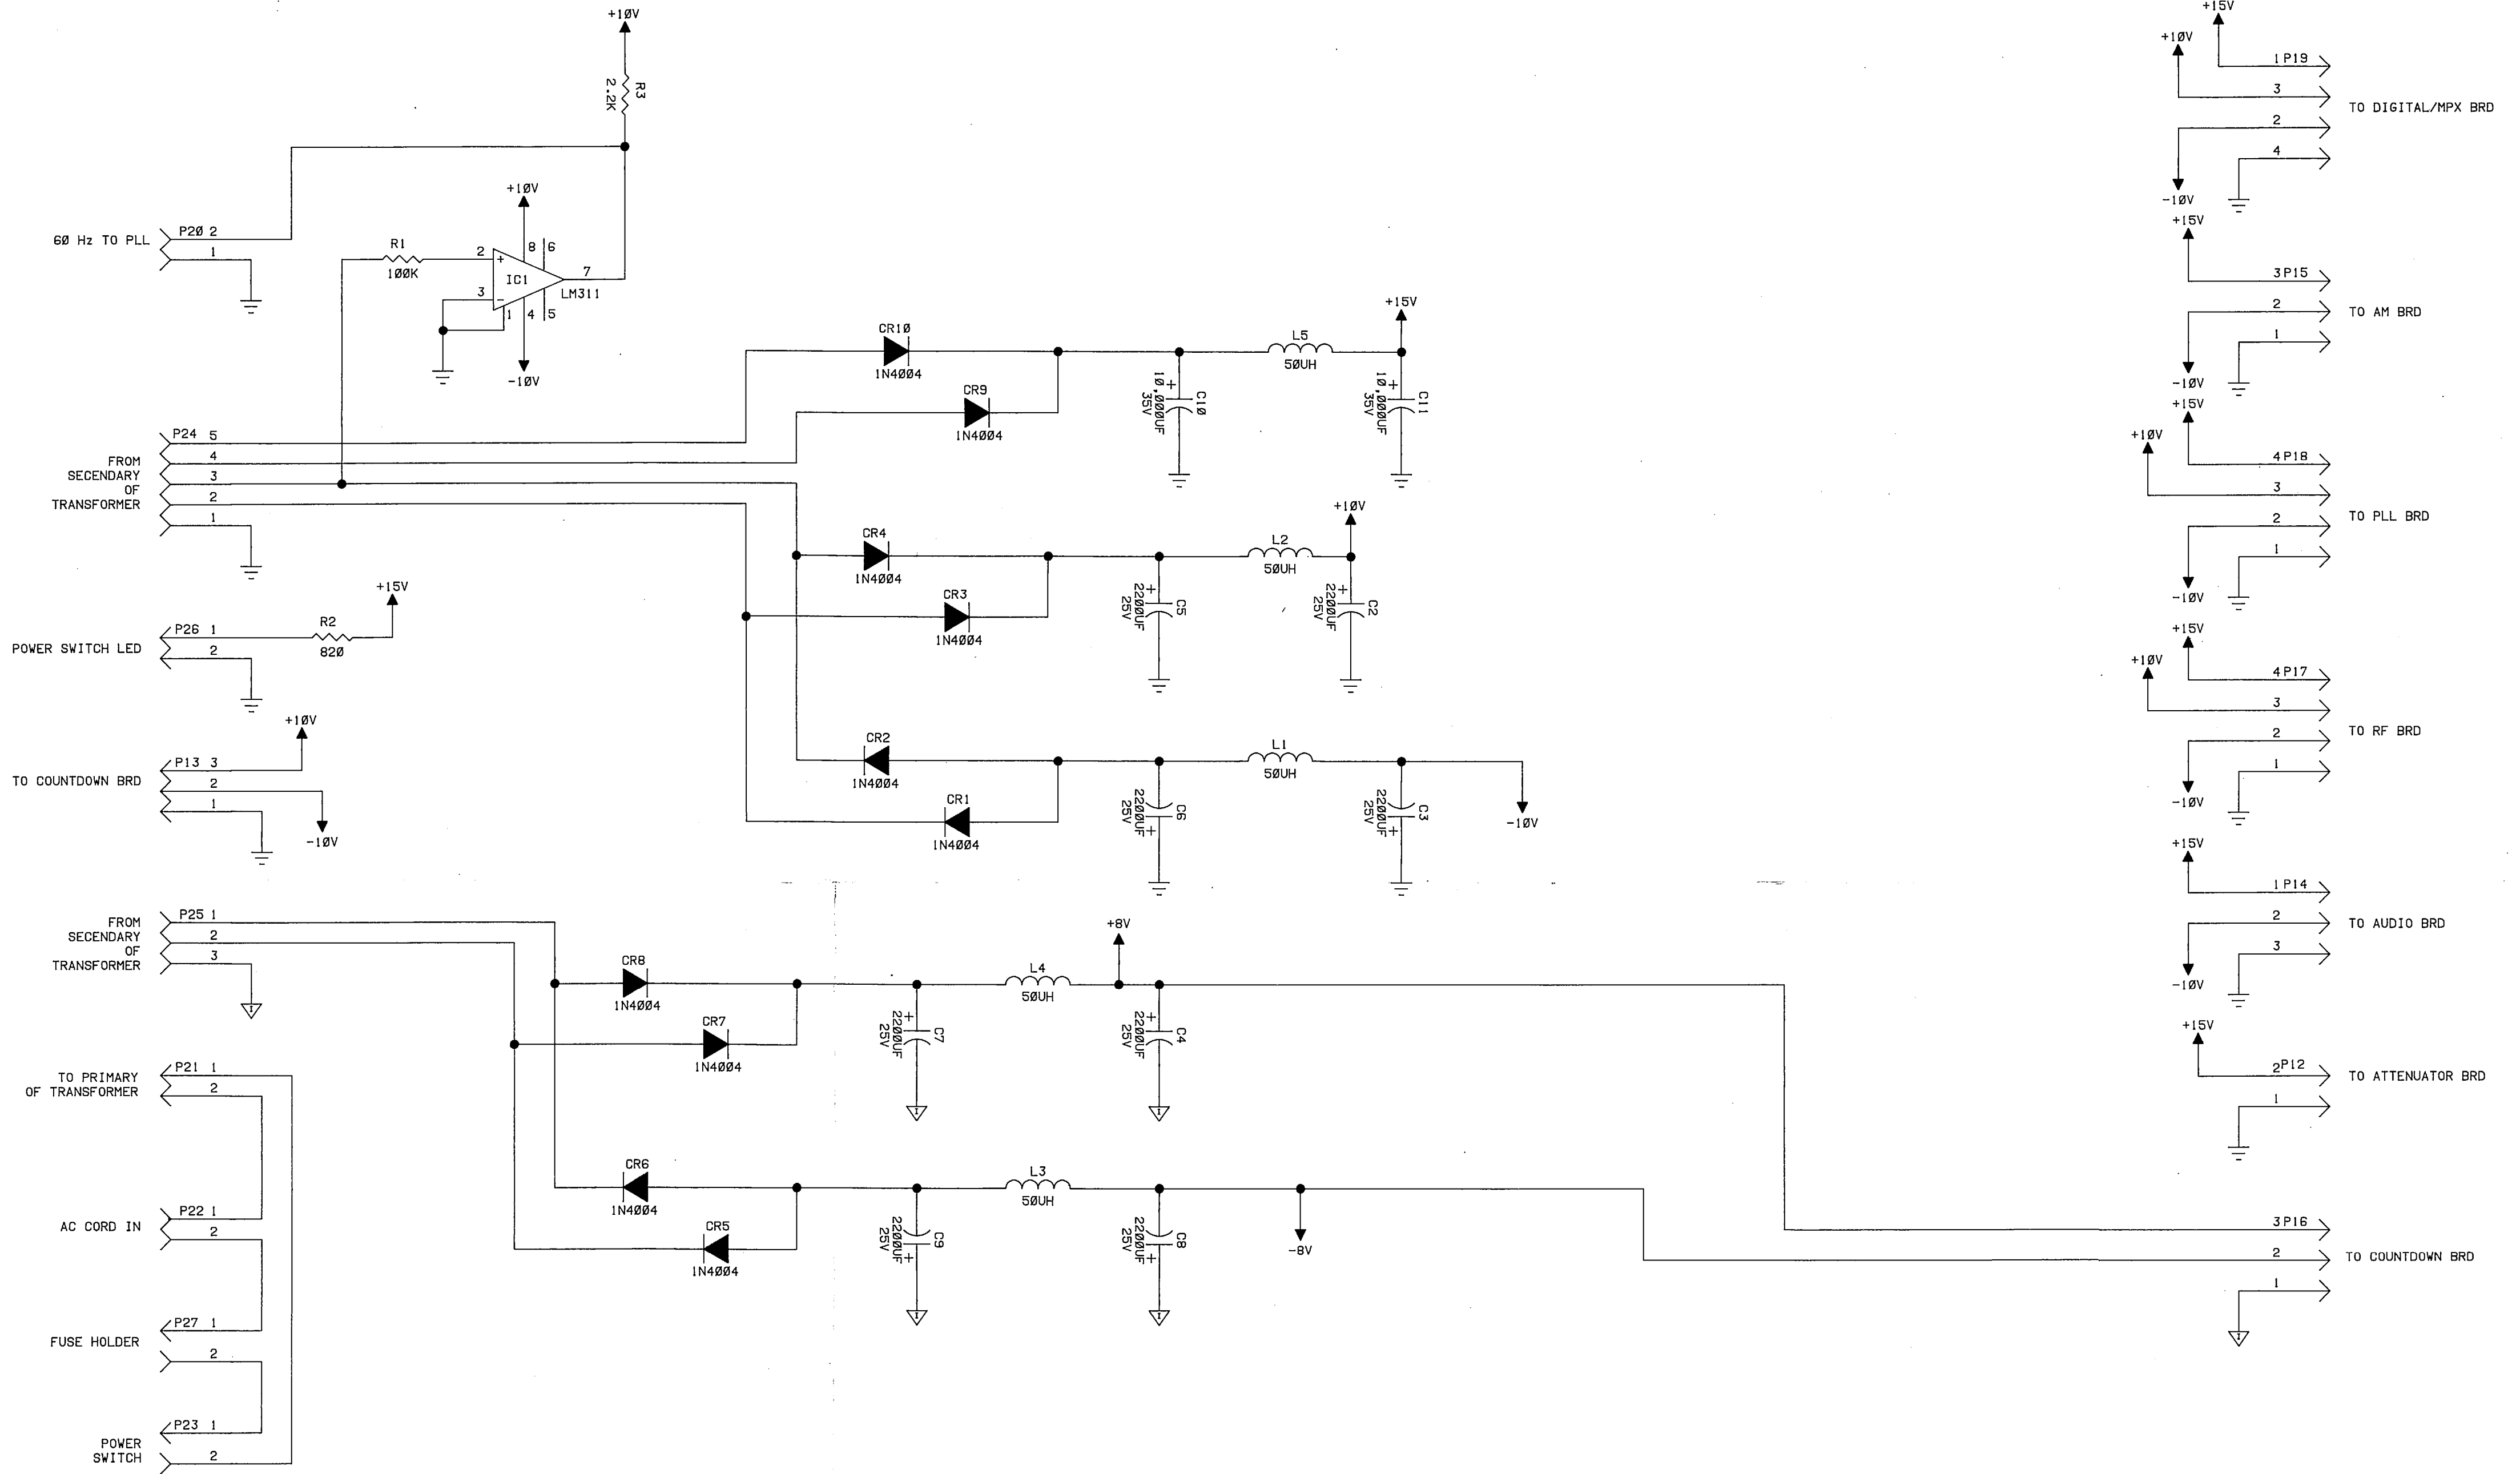 +10V
R3
2.2K
+10V
60 Hz TO PLL
P20 2
1
R1
100K
2
+
8
6
IC1
7
LM311
3
-
1
4
5
-10V
CR10
1N4004
CR9
1N4004
+
10,000UF
35V
C10
L5
50UH
+15V
+
10,000UF
35V
C11
P24 5
4
3
2
1
FROM
SECENDARY
OF
TRANSFORMER
CR4
1N4004
CR3
1N4004
+
2200UF
25V
C5
L2
50UH
+10V
+
2200UF
25V
C2
POWER SWITCH LED
P26 1
2
R2
820
+15V
CR2
1N4004
CR1
1N4004
2200UF
25V
+
C6
L1
50UH
2200UF
25V
+
C3
-10V
TO COUNTDOWN BRD
P13 3
2
1
+10V
-10V
FROM
SECENDARY
OF
TRANSFORMER
P25 1
2
3
CR8
1N4004
CR7
1N4004
+
2200UF
25V
C7
L4
50UH
+8V
+
2200UF
25V
C4
TO PRIMARY
OF TRANSFORMER
P21 1
2
CR6
1N4004
CR5
1N4004
2200UF
25V
+
C9
L3
50UH
2200UF
25V
+
C8
-8V
AC CORD IN
P22 1
2
FUSE HOLDER
P27 1
2
POWER
SWITCH
P23 1
2
+15V
+10V
1 P19
3
2
4
-10V
TO DIGITAL/MPX BRD
+15V
3 P15
2
1
-10V
TO AM BRD
+15V
+10V
4 P18
3
2
1
-10V
TO PLL BRD
+15V
+10V
4 P17
3
2
1
-10V
TO RF BRD
+15V
1 P14
2
3
-10V
TO AUDIO BRD
+15V
2 P12
1
TO ATTENUATOR BRD
3 P16
2
1
TO COUNTDOWN BRD